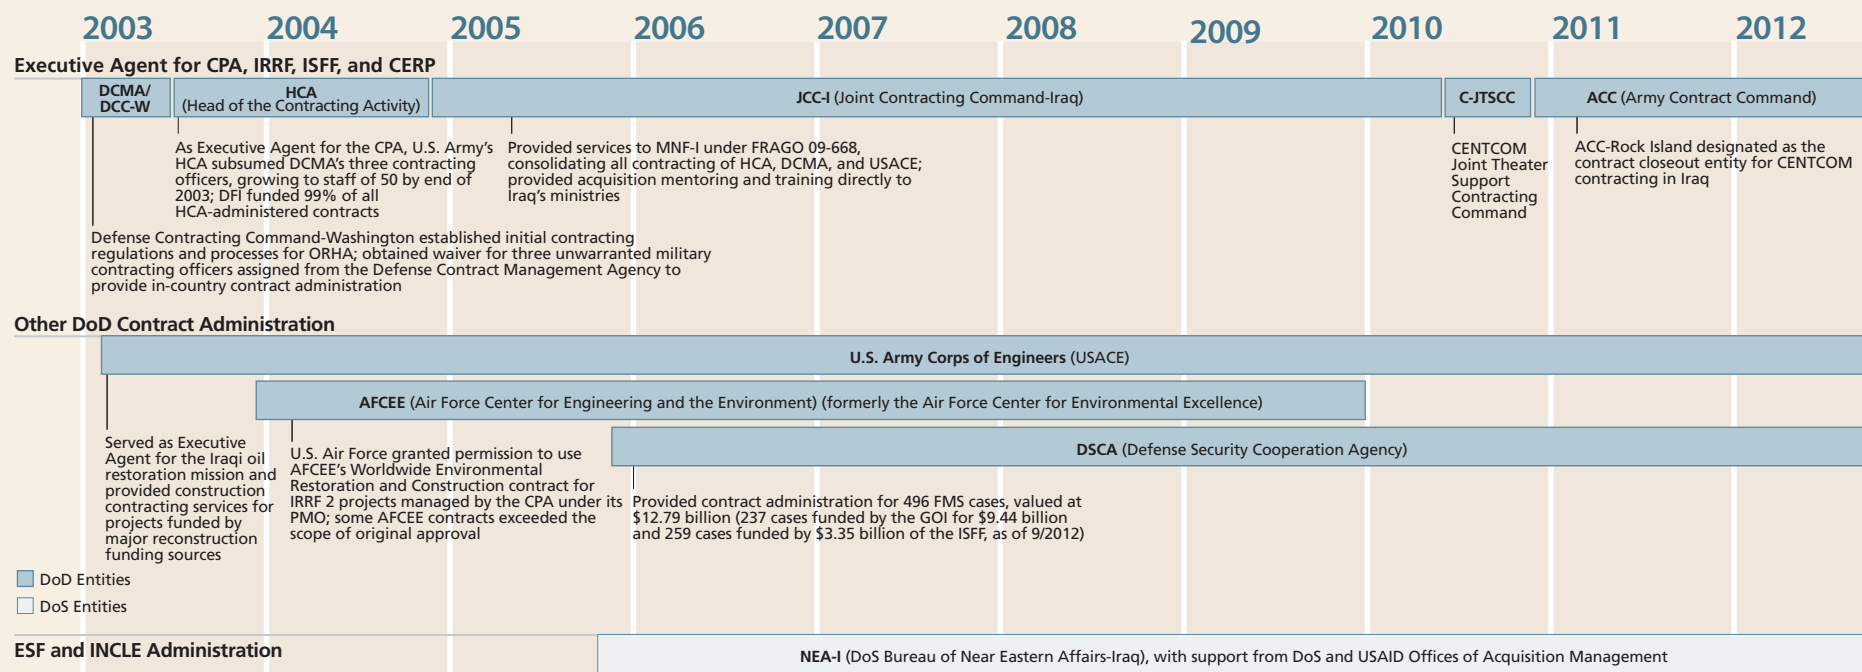 2003 2004 2005 2006 2007 2008 2009 2010 2011 2012
Executive Agent for CPA, IRRF, ISFF, and CERP
DCMA/
DCC-W
HCA
(Head of the Contracting Activity)
JCC-I (Joint Contracting Command-Iraq)
C-JTSCC
ACC (Army Contract Command)
As Executive Agent for the CPA, U.S. Army’s
HCA subsumed DCMA’s three contracting
officers, growing to staff of 50 by end of
2003; DFI funded 99% of all
HCA-administered contracts
Provided services to MNF-I under FRAGO 09-668,
consolidating all contracting of HCA, DCMA, and USACE;
provided acquisition mentoring and training directly to
Iraq’s ministries
CENTCOM
Joint Theater
Support
Contracting
Command
ACC-Rock Island designated as the
contract closeout entity for CENTCOM
contracting in Iraq
Defense Contracting Command-Washington established initial contracting
regulations and processes for ORHA; obtained waiver for three unwarranted military
contracting officers assigned from the Defense Contract Management Agency to
provide in-country contract administration
Other DoD Contract Administration
U.S. Army Corps of Engineers (USACE)
AFCEE (Air Force Center for Engineering and the Environment) (formerly the Air Force Center for Environmental Excellence)
DSCA (Defense Security Cooperation Agency)
Served as Executive
Agent for the Iraqi oil
restoration mission and
provided construction
contracting services for
projects funded by
major reconstruction
funding sources
U.S. Air Force granted permission to use
AFCEE’s Worldwide Environmental
Restoration and Construction contract for
IRRF 2 projects managed by the CPA under its
PMO; some AFCEE contracts exceeded the
scope of original approval
Provided contract administration for 496 FMS cases, valued at
$12.79 billion (237 cases funded by the GOI for $9.44 billion
and 259 cases funded by $3.35 billion of the ISFF, as of 9/2012)
DoD Entities
DoS Entities
ESF and INCLE Administration
NEA-I (DoS Bureau of Near Eastern Affairs-Iraq), with support from DoS and USAID Offices of Acquisition Management